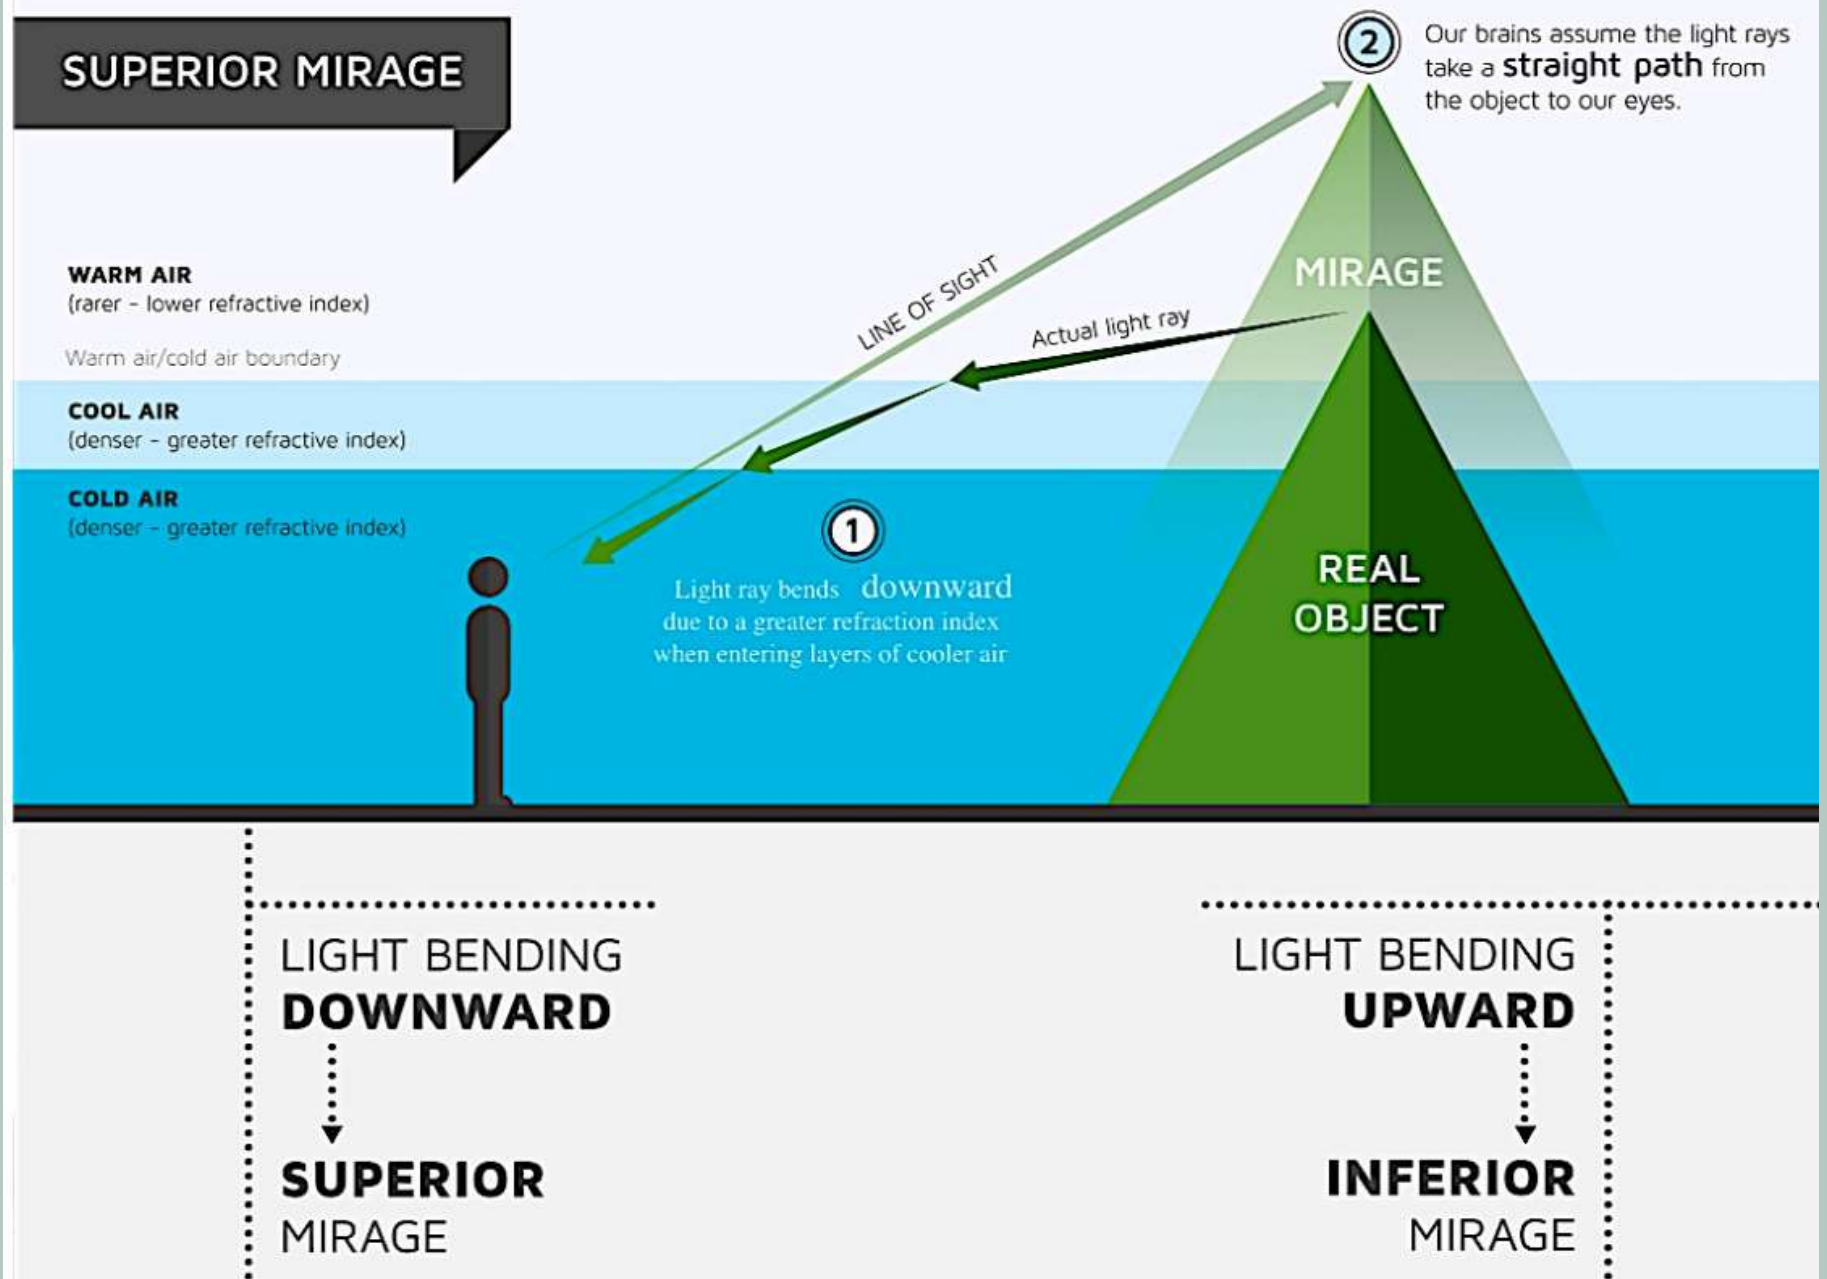 SUPERIOR MIRAGE
2
Our brains assume the light rays
take a straight path from
the object to our eyes.
WARM AIR
(rarer - lower refractive index)
Warm air/cold air boundary
COOL AIR
(denser - greater refractive index)
COLD AIR
(denser - greater refractive index)
LINE OF SIGHT
Actual light ray
MIRAGE
1
Light ray bends downward
due to a greater refraction index
when entering layers of cooler air
REAL
OBJECT
LIGHT BENDING
DOWNWARD
SUPERIOR
MIRAGE
LIGHT BENDING
UPWARD
INFERIOR
MIRAGE